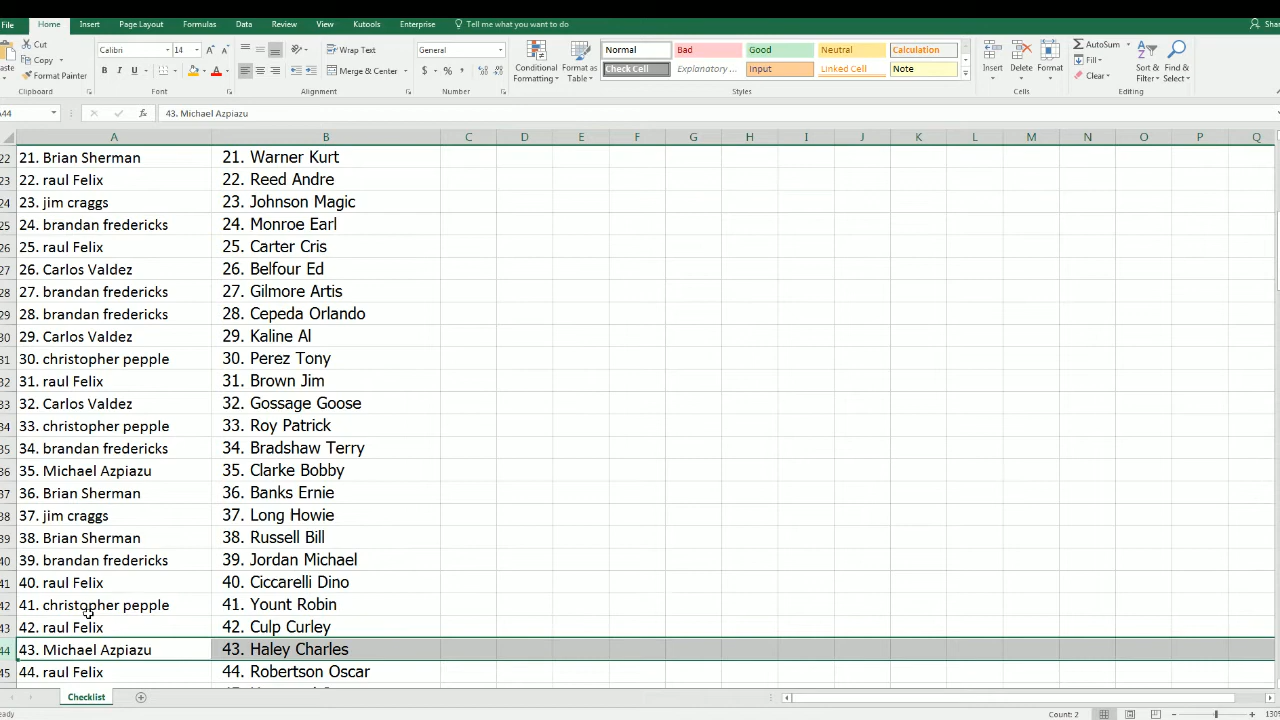 File Home Insert Page Layout Formulas Data Review View Kutools Enterprise Tell me what you want to do
Cut Calibri 14 A A Wrap Text General Normal Bad Good Neutral Calculation AutoSum
Copy Fill
Format Painter B I U A Merge & Center $ % , Conditional Formatting Format as Table Check Cell Explanatory ... Input Linked Cell Note Insert Delete Format Clear Sort & Filter Find & Select
Clipboard Font Alignment Number Styles Cells Editing
A44 fx 43. Michael Azpiazu
A B C D E F G H I J K L M N O P Q
22 21. Brian Sherman 21. Warner Kurt
23 22. raul Felix 22. Reed Andre
24 23. jim craggs 23. Johnson Magic
25 24. brandan fredericks 24. Monroe Earl
26 25. raul Felix 25. Carter Cris
27 26. Carlos Valdez 26. Belfour Ed
28 27. brandan fredericks 27. Gilmore Artis
29 28. brandan fredericks 28. Cepeda Orlando
30 29. Carlos Valdez 29. Kaline Al
31 30. christopher pepple 30. Perez Tony
32 31. raul Felix 31. Brown Jim
33 32. Carlos Valdez 32. Gossage Goose
34 33. christopher pepple 33. Roy Patrick
35 34. brandan fredericks 34. Bradshaw Terry
36 35. Michael Azpiazu 35. Clarke Bobby
37 36. Brian Sherman 36. Banks Ernie
38 37. jim craggs 37. Long Howie
39 38. Brian Sherman 38. Russell Bill
40 39. brandan fredericks 39. Jordan Michael
41 40. raul Felix 40. Ciccarelli Dino
42 41. christopher pepple 41. Yount Robin
43 42. raul Felix 42. Culp Curley
44 43. Michael Azpiazu 43. Haley Charles
45 44. raul Felix 44. Robertson Oscar
Checklist
Count: 2